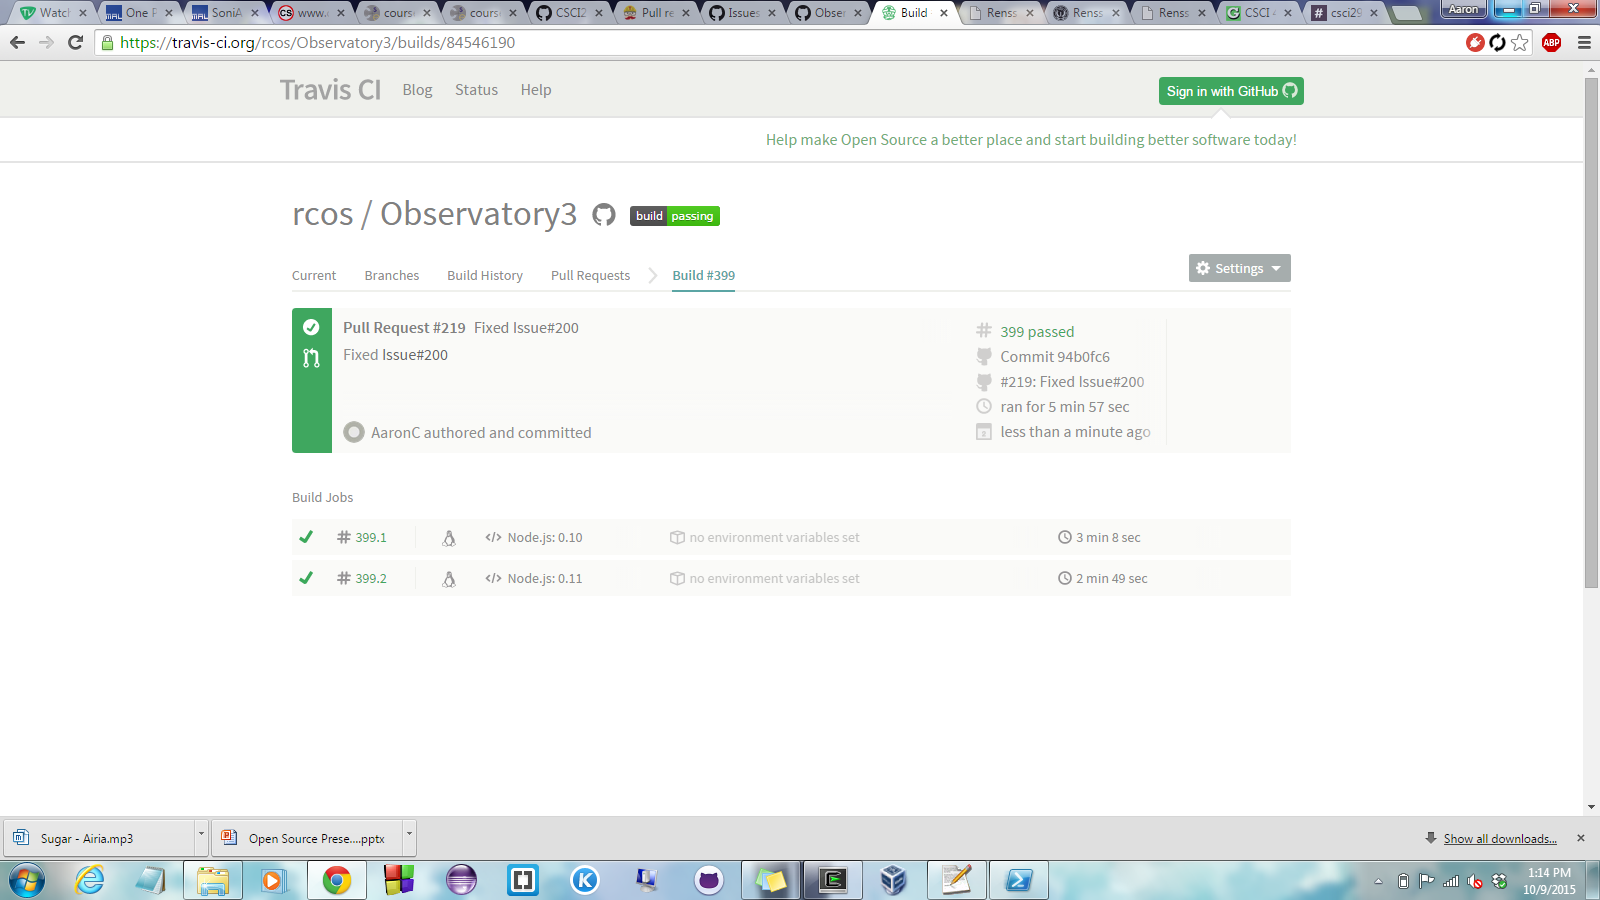 Watch
One P
SoniA
www.c
course
course
CSCI2
Pull re
Issues
Obser
Build
Renss
Renss
Renss
CSCI 4
csci29
Aaron
https://travis-ci.org/rcos/Observatory3/builds/84546190
ABP
Travis CI
Blog
Status
Help
Sign in with GitHub
Help make Open Source a better place and start building better software today!
rcos / Observatory3
build passing
Current
Branches
Build History
Pull Requests
Build #399
Settings
Pull Request #219 Fixed Issue#200
Fixed Issue#200
AaronC authored and committed
399 passed
Commit 94b0fc6
#219: Fixed Issue#200
ran for 5 min 57 sec
less than a minute ago
Build Jobs
# 399.1 Node.js: 0.10 no environment variables set 3 min 8 sec
# 399.2 Node.js: 0.11 no environment variables set 2 min 49 sec
Sugar - Airia.mp3
Open Source Prese....pptx
Show all downloads...
1:14 PM
10/9/2015